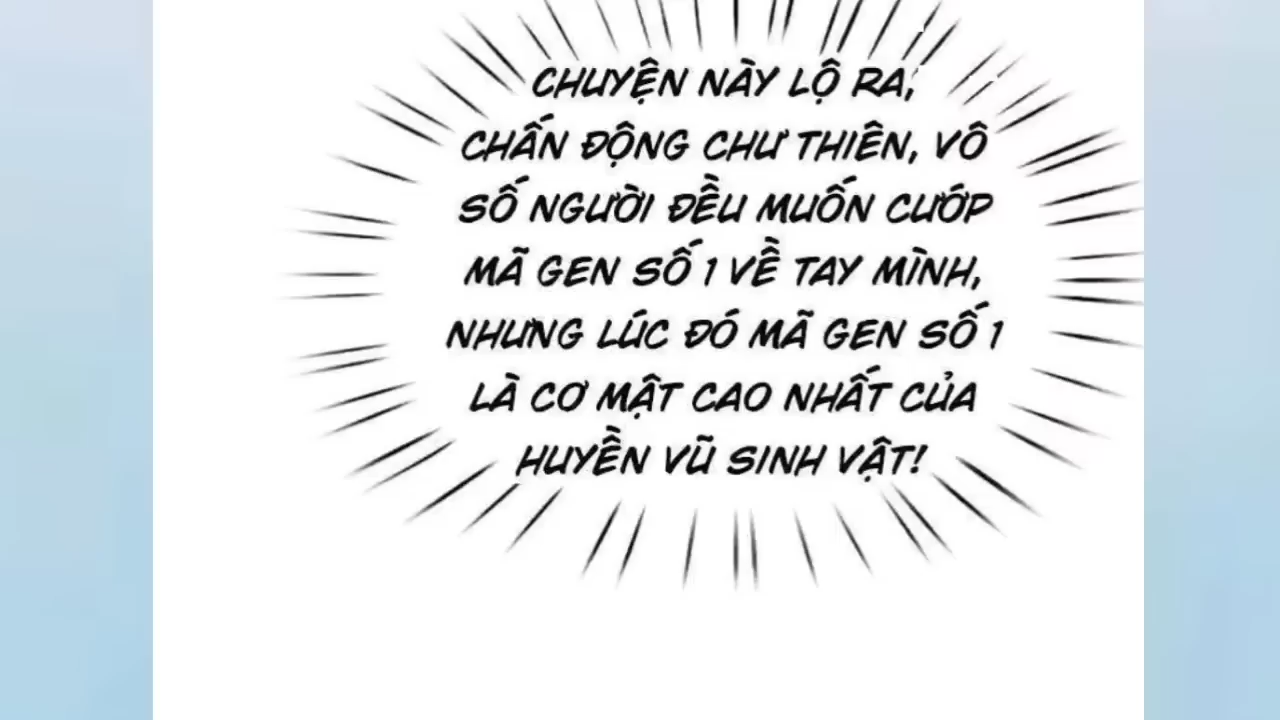 CHUYỆN NÀY LỘ RA,
CHẤN ĐỘNG CHƯ THIÊN, VÔ
SỐ NGƯỜI ĐỀU MUỐN CƯỚP
MÃ GEN SỐ 1 VỀ TAY MÌNH,
NHƯNG LÚC ĐÓ MÃ GEN SỐ 1
LÀ CƠ MẬT CAO NHẤT CỦA
HUYỀN VŨ SINH VẬT!